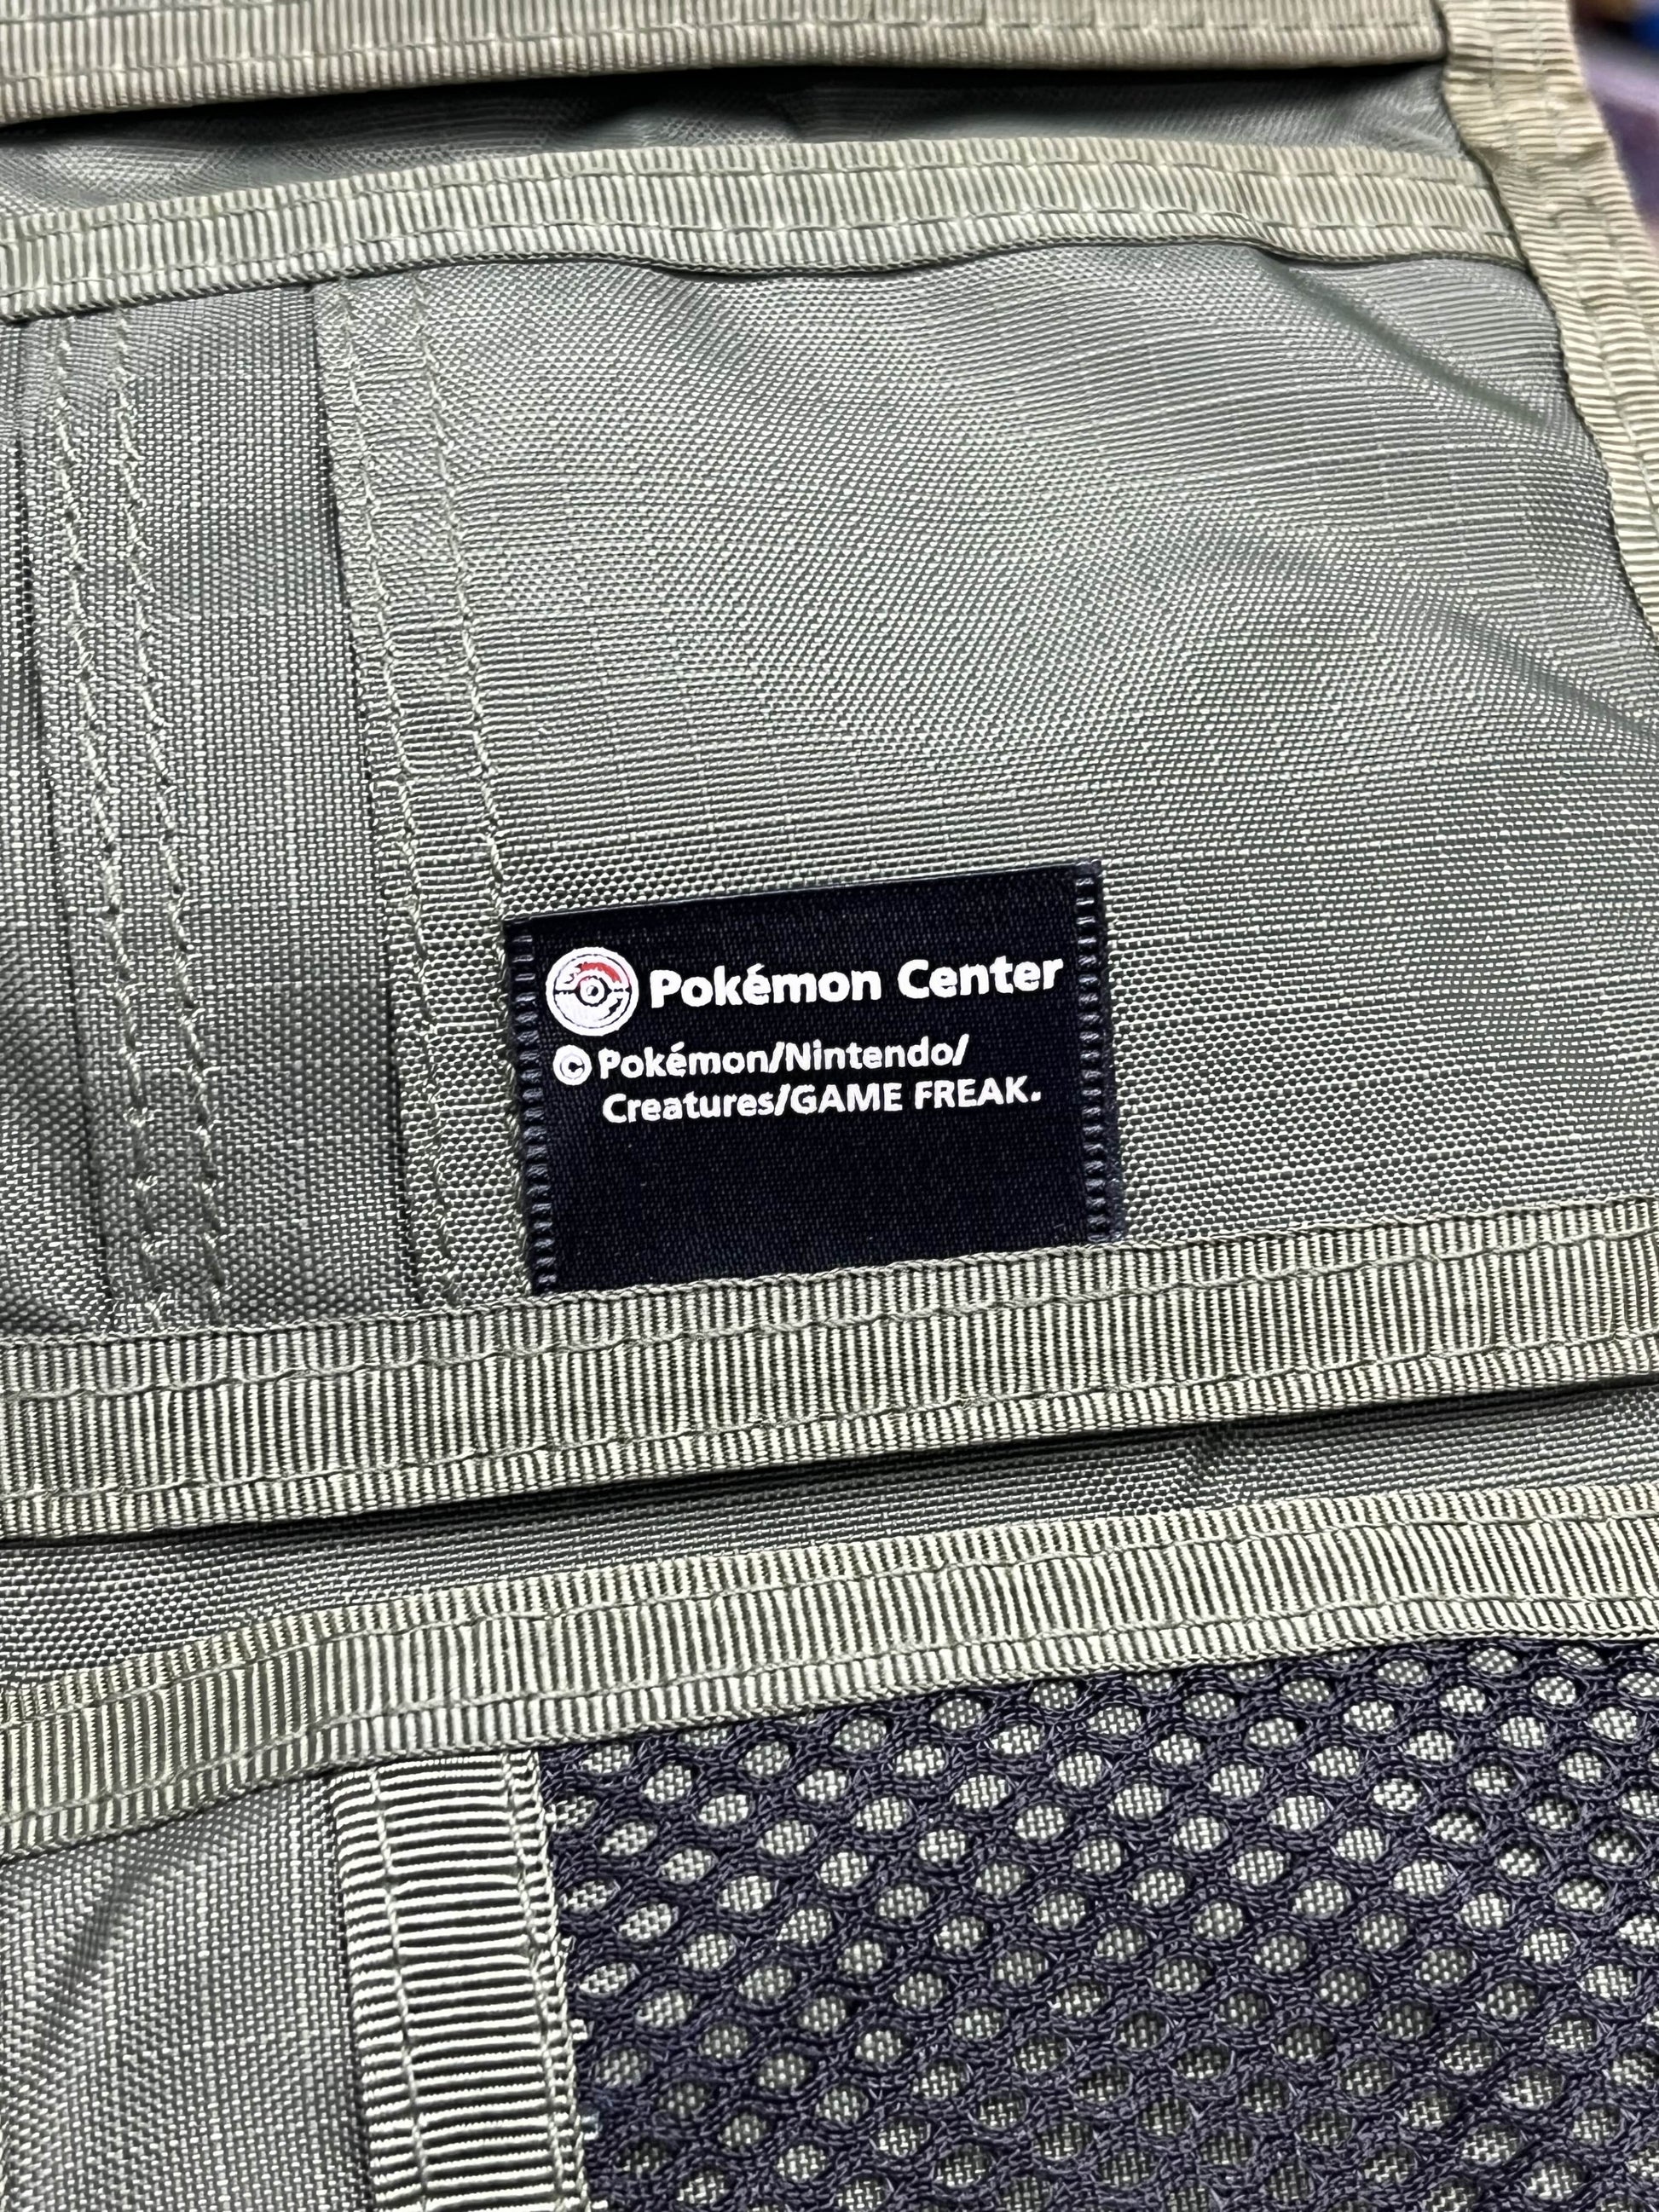 Pokémon Center
©Pokémon/Nintendo/
Creatures/GAME FREAK.